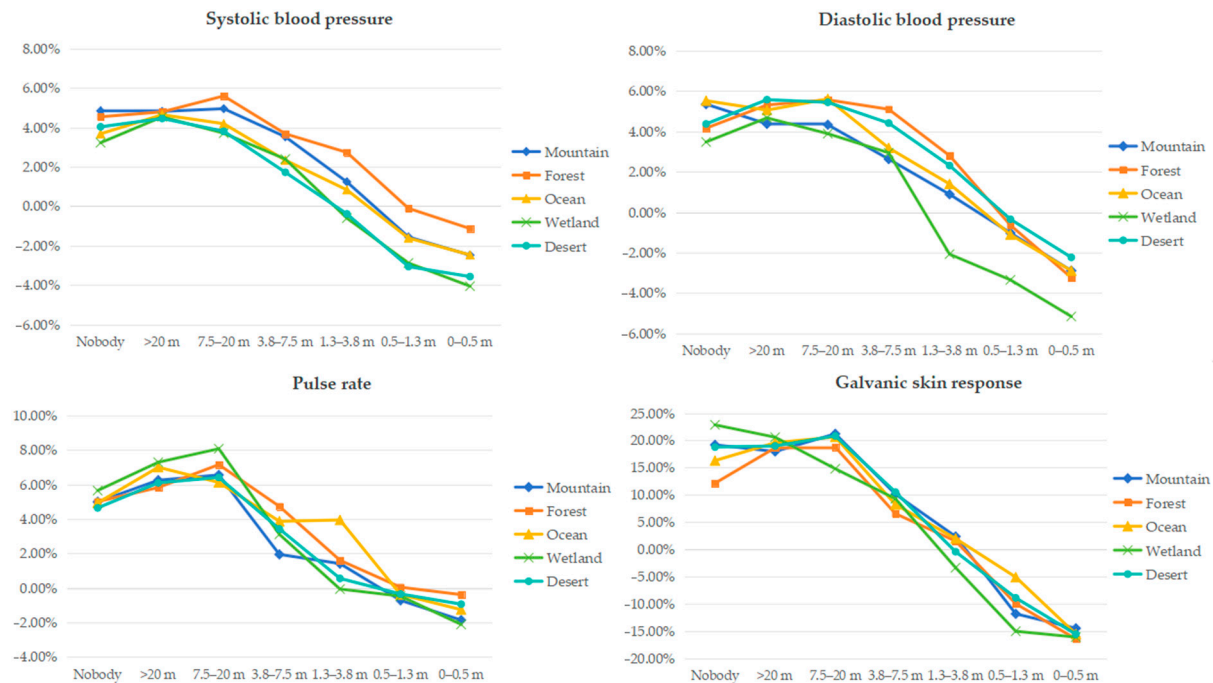 Systolic blood pressure
8.00%
6.00%
4.00%
2.00%
0.00%
−2.00%
−4.00%
−6.00%
Nobody >20 m 7.5–20 m 3.8–7.5 m 1.3–3.8 m 0.5–1.3 m 0–0.5 m
Mountain
Forest
Ocean
Wetland
Desert
Diastolic blood pressure
8.00%
6.00%
4.00%
2.00%
0.00%
−2.00%
−4.00%
−6.00%
Nobody >20 m 7.5–20 m 3.8–7.5 m 1.3–3.8 m 0.5–1.3 m 0–0.5 m
Mountain
Forest
Ocean
Wetland
Desert
Pulse rate
10.00%
8.00%
6.00%
4.00%
2.00%
0.00%
−2.00%
−4.00%
Nobody >20 m 7.5–20 m 3.8–7.5 m 1.3–3.8 m 0.5–1.3 m 0–0.5 m
Mountain
Forest
Ocean
Wetland
Desert
Galvanic skin response
25.00%
20.00%
15.00%
10.00%
5.00%
0.00%
−5.00%
−10.00%
−15.00%
−20.00%
Nobody >20 m 7.5–20 m 3.8–7.5 m 1.3–3.8 m 0.5–1.3 m 0–0.5 m
Mountain
Forest
Ocean
Wetland
Desert